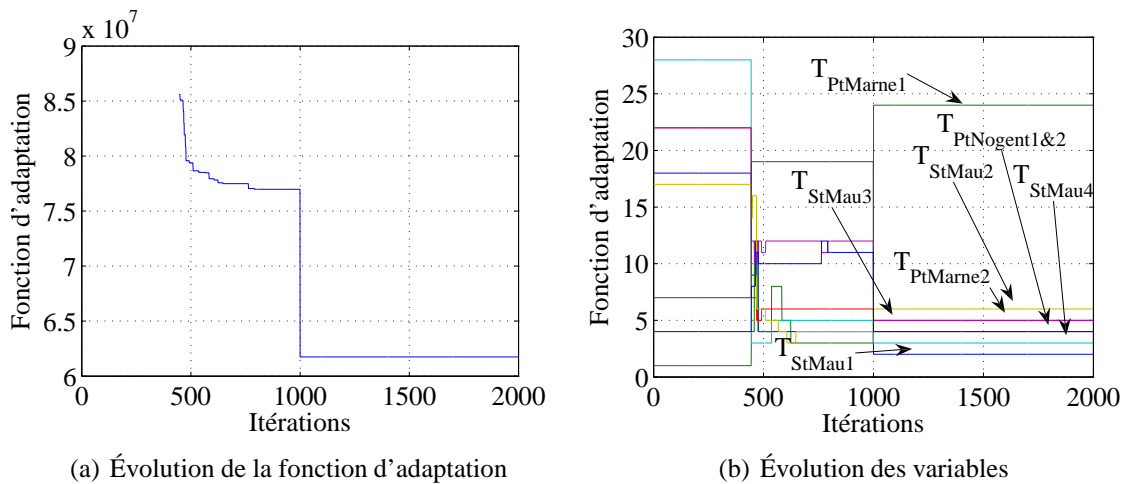 x 10^7
9
8.5
8
7.5
7
6.5
6
0 500 1000 1500 2000
Fonction d'adaptation
Itérations
(a) Évolution de la fonction d'adaptation
30
25
20
15
10
5
0
0 500 1000 1500 2000
Fonction d'adaptation
Itérations
T_PtMarne1
T_PtNogent1&2
T_StMau2
T_StMau3
T_StMau4
T_PtMarne2
T_StMau1
(b) Évolution des variables